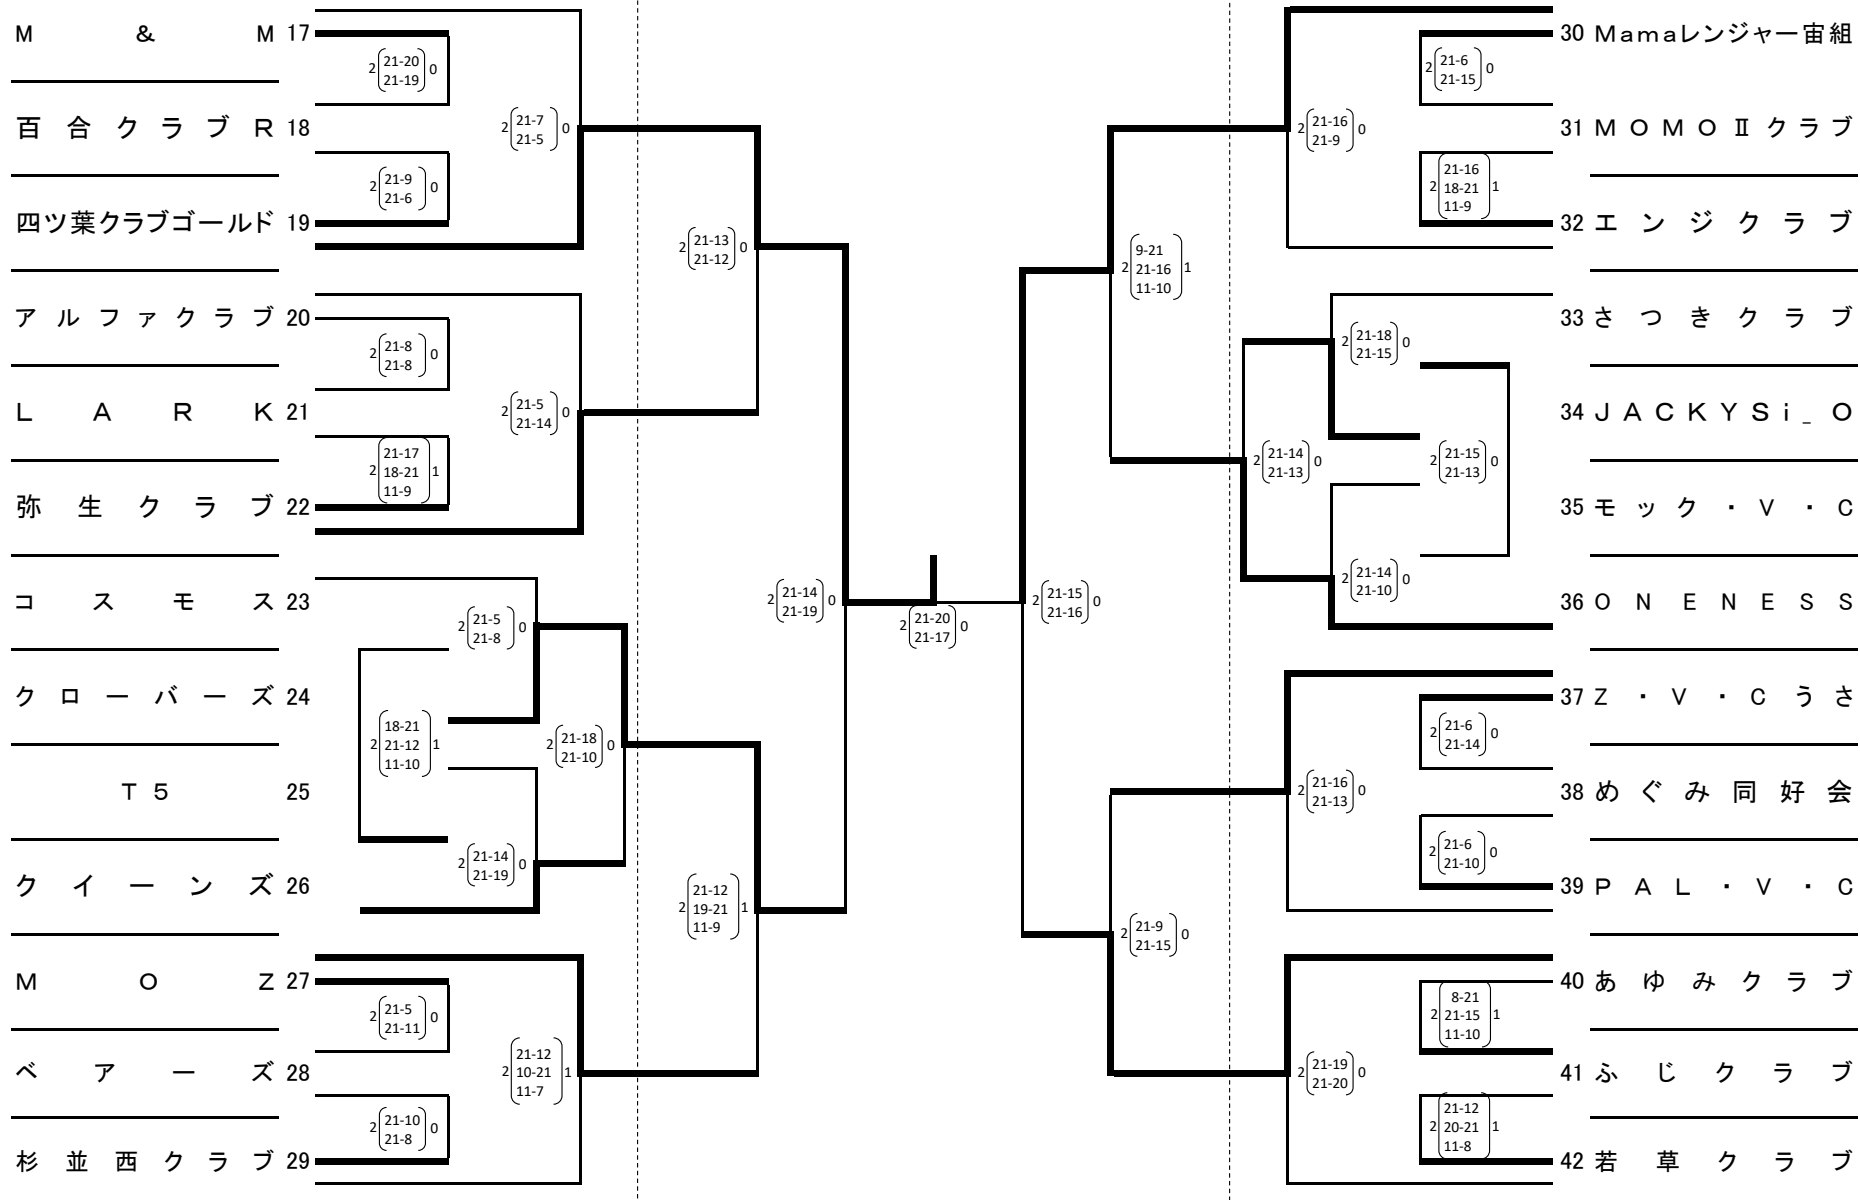 M & M 17
2 21-20 0
21-19
百合クラブR 18
2 21-7 0
21-5
2 21-9 0
21-6
四ツ葉クラブゴールド 19
2 21-13 0
21-12
アルファクラブ 20
2 21-8 0
21-8
LARK 21
2 21-5 0
21-14
21-17
2 18-21 1
11-9
弥生クラブ 22
コスモス 23
2 21-5 0
21-8
2 21-14 0
21-19
クローバーズ 24
18-21
2 21-12 1
11-10
2 21-18 0
21-10
T5 25
2 21-14 0
21-19
クイーンズ 26
21-12
2 19-21 1
11-9
MOZ 27
2 21-5 0
21-11
21-12
2 10-21 1
11-7
ベアーズ 28
2 21-10 0
21-8
杉並西クラブ 29
2 21-20 0
21-17
30 Mamaレンジャー宙組
2 21-6 0
21-15
31 MOMOⅡクラブ
2 21-16 0
21-9
21-16
2 18-21 1
11-9
32 エンジクラブ
9-21
2 21-16 1
11-10
33 さつきクラブ
2 21-18 0
21-15
34 JACKYSi_O
2 21-14 0
21-13
2 21-15 0
21-13
35 モック・V・C
2 21-14 0
21-10
36 ONENESS
2 21-15 0
21-16
37 Z・V・Cうさ
2 21-6 0
21-14
38 めぐみ同好会
2 21-16 0
21-13
2 21-6 0
21-10
39 PAL・V・C
2 21-9 0
21-15
40 あゆみクラブ
8-21
2 21-15 1
11-10
41 ふじクラブ
2 21-19 0
21-20
21-12
2 20-21 1
11-8
42 若草クラブ